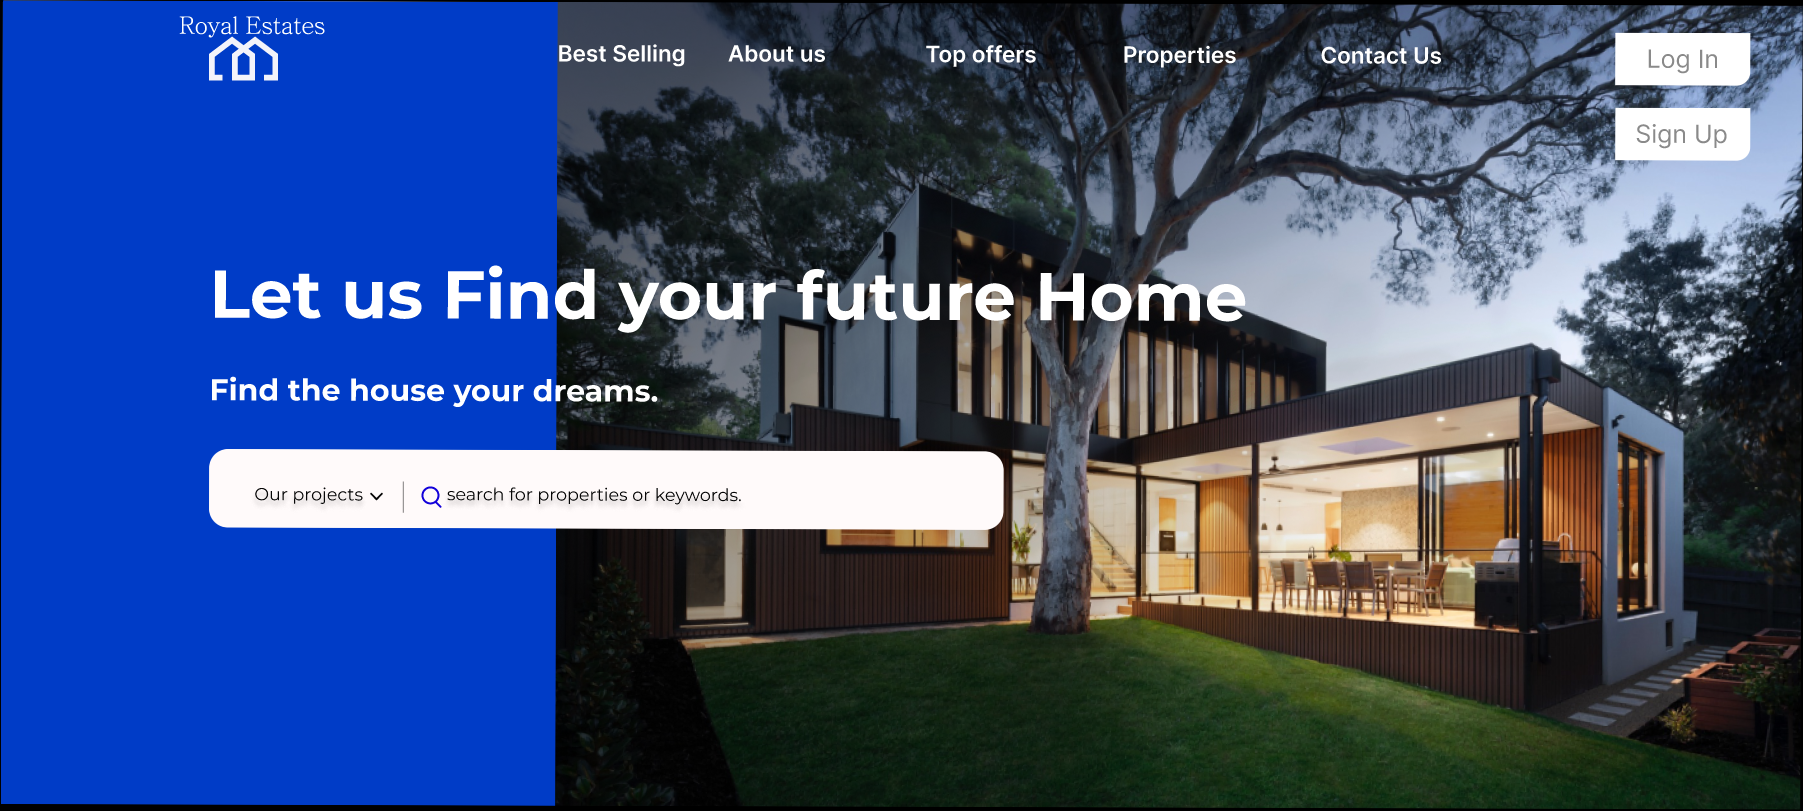 Royal Estates
Best Selling
About us
Top offers
Properties
Contact Us
Log In
Sign Up
Let us Find your future Home
Find the house your dreams.
Our projects
search for properties or keywords.